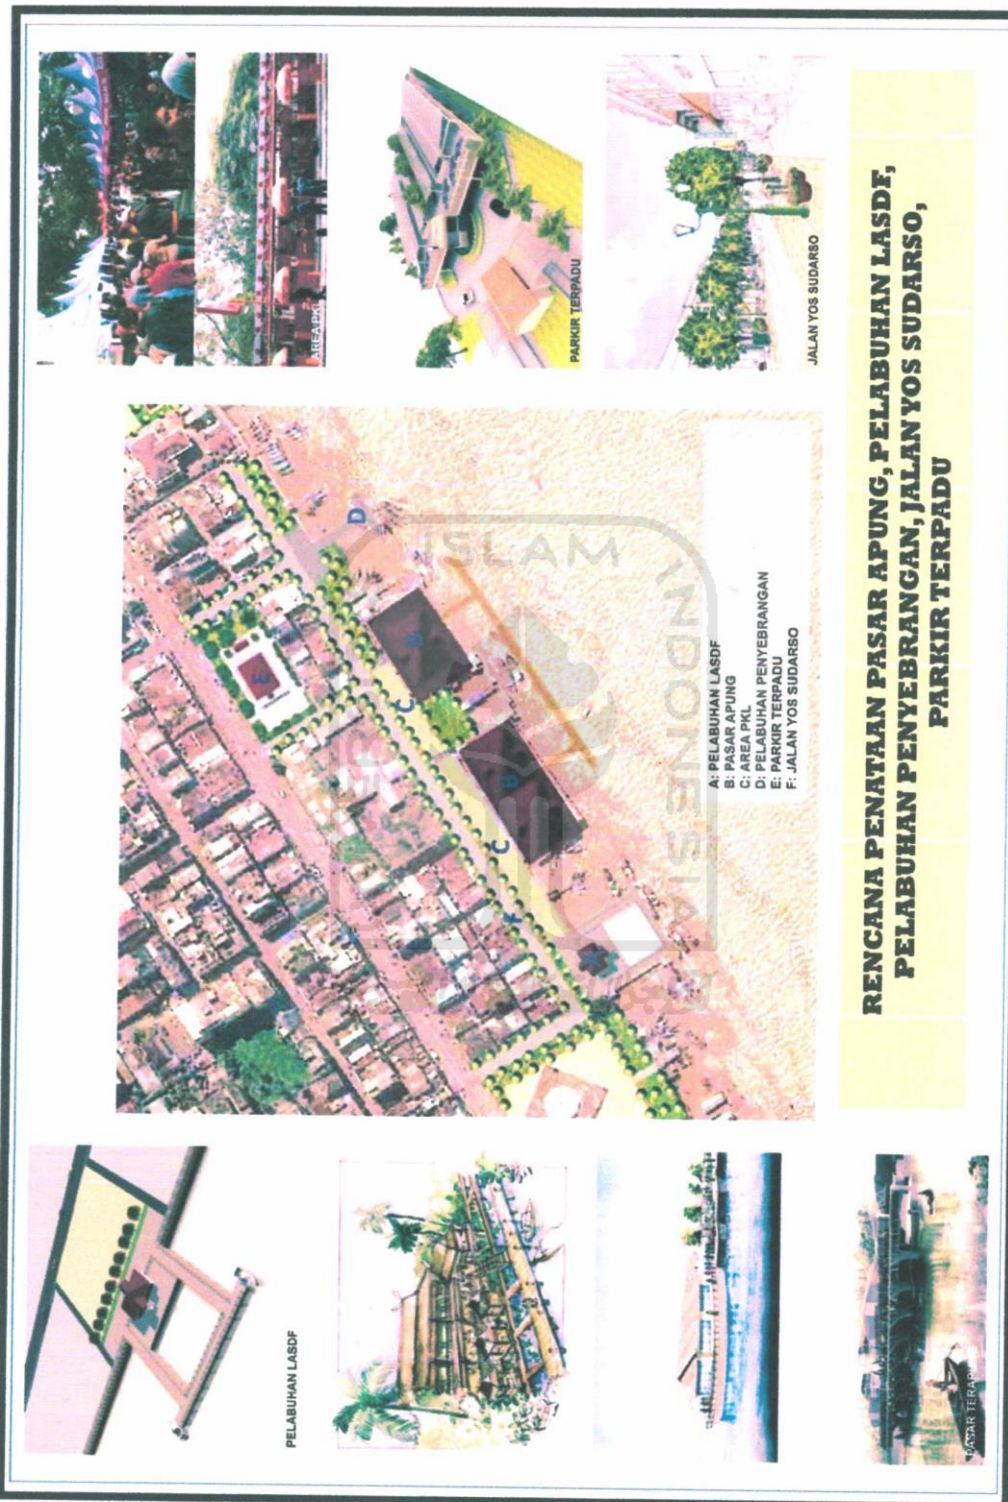 AREA PKL
PARKIR TERPADU
JALAN YOS SUDARSO
D
E
A
C
B
C
F
A
A: PELABUHAN LASDF
B: PASAR APUNG
C: AREA PKL
D: PELABUHAN PENYEBRANGAN
E: PARKIR TERPADU
F: JALAN YOS SUDARSO
ISLAM
INDONESIA
PELABUHAN LASDF
RENCANA PENATAAN PASAR APUNG, PELABUHAN LASDF,
PELABUHAN PENYEBRANGAN, JALAN YOS SUDARSO,
PARKIR TERPADU